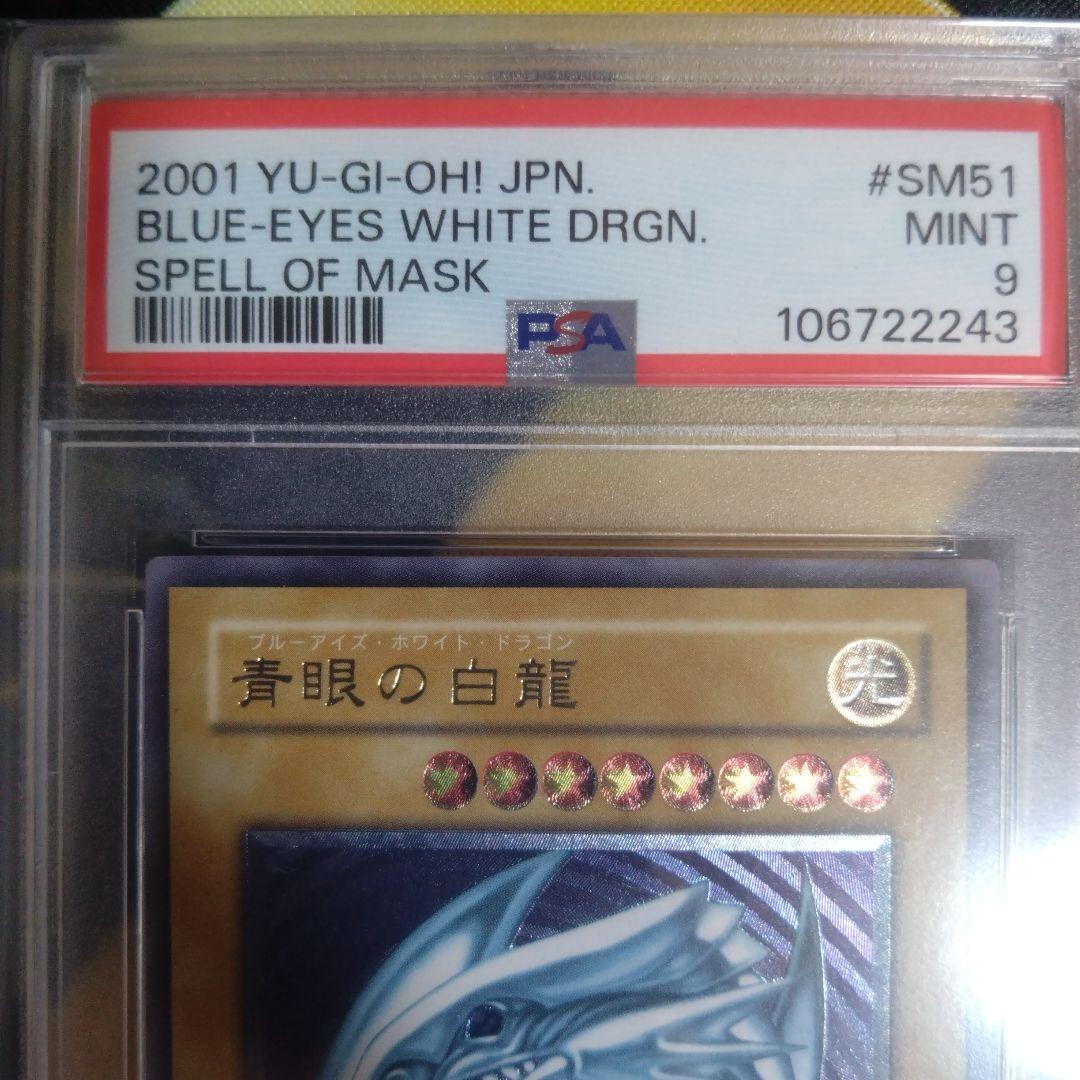 2001 YU-GI-OH! JPN. #SM51
BLUE-EYES WHITE DRGN. MINT
SPELL OF MASK 9
PSA 106722243
ブルーアイズ・ホワイト・ドラゴン
青眼の白龍 光